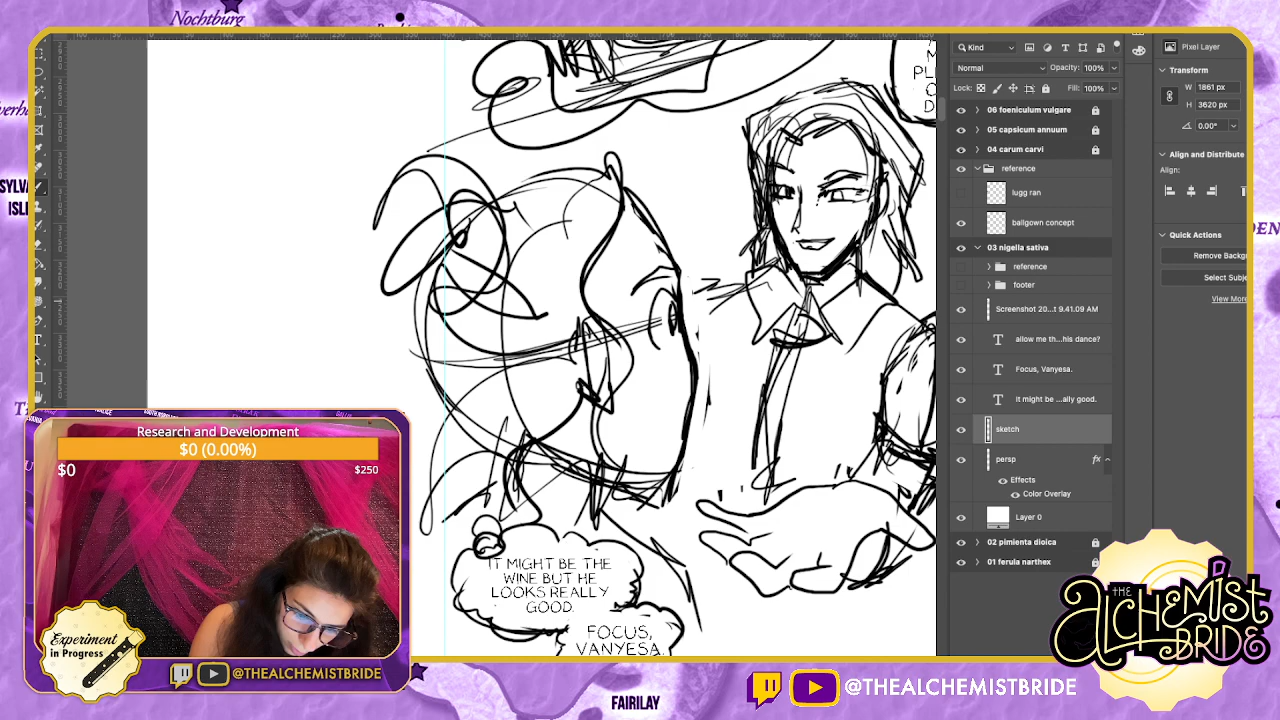 Nochtburg
SYLVA
ISLE
Kind
Normal
Opacity: 100%
Lock:
Fill: 100%
06 foeniculum vulgare
05 capsicum annuum
04 carum carvi
reference
lugg ran
ballgown concept
03 nigella sativa
reference
footer
Screenshot 20...t 9.41.09 AM
allow me th...his dance?
Focus, Vanyesa.
it might be ...ally good.
sketch
persp
fx
Effects
Color Overlay
Layer 0
02 pimienta dioica
01 ferula narthex
Pixel Layer
Transform
W 1861 px
H 3620 px
0.00°
Align and Distribute
Align:
Quick Actions
Remove Backg
Select Subje
View More
IT MIGHT BE THE
WINE BUT HE
LOOKS REALLY
GOOD.
FOCUS,
VANYESA.
Research and Development
$0 (0.00%)
$0
$250
Experiment
in Progress
@THEALCHEMISTBRIDE
@THEALCHEMISTBRIDE
THE
ALCHEMIST
BRIDE
FAIRILAY